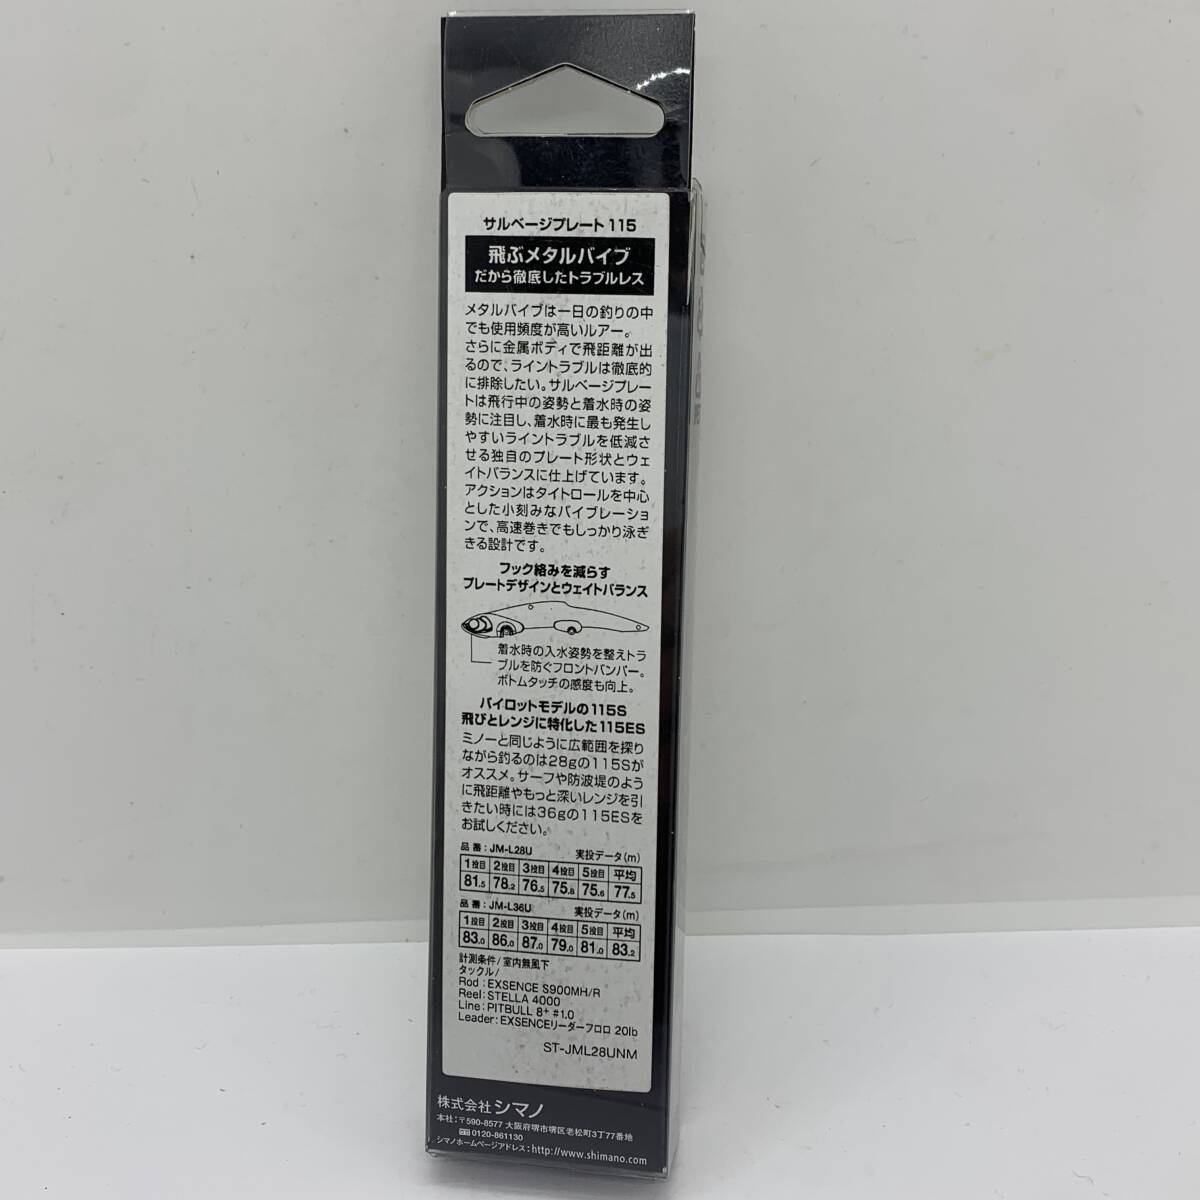 サルベージプレート 115
飛ぶメタルバイブ
だから徹底したトラブルレス
メタルバイブは一日の釣りの中
でも使用頻度が高いルアー。
さらに金属ボディで飛距離が出
るので、ライントラブルは徹底的
に排除したい。サルベージプレー
トは飛行中の姿勢と着水時の姿
勢に注目し、着水時に最も発生し
やすいライントラブルを低減さ
せる独自のプレート形状とウェ
イトバランスに仕上げています。
アクションはタイトロールを中心
とした小刻みなバイブレーショ
ンで、高速巻きでもしっかり泳ぎ
きる設計です。
フック絡みを減らす
プレートデザインとウェイトバランス
着水時の入水姿勢を整えトラ
ブルを防ぐフロントバンパー。
ボトムタッチの感度も向上。
パイロットモデルの115S
飛びとレンジに特化した115ES
ミノーと同じように広範囲を探り
ながら釣るのは28gの115Sが
オススメ。サーフや防波堤のよう
に飛距離やもっと深いレンジを引
きたい時には36gの115ESを
お試しください。
品番：JM-L28U 実投データ(m)
1投目 2投目 3投目 4投目 5投目 平均
81.5 78.2 76.5 75.8 75.6 77.5
品番：JM-L36U 実投データ(m)
1投目 2投目 3投目 4投目 5投目 平均
83.0 86.0 87.0 79.0 81.0 83.2
計測条件/室内無風下
タックル/
Rod：EXSENCE S900MH/R
Reel：STELLA 4000
Line：PITBULL 8+ #1.0
Leader：EXSENCEリーダーフロロ 20lb
ST-JML28UNM
株式会社シマノ
本社：〒590-8577 大阪府堺市堺区老松町3丁77番地
0120-861130
シマノホームページアドレス：http://www.shimano.com